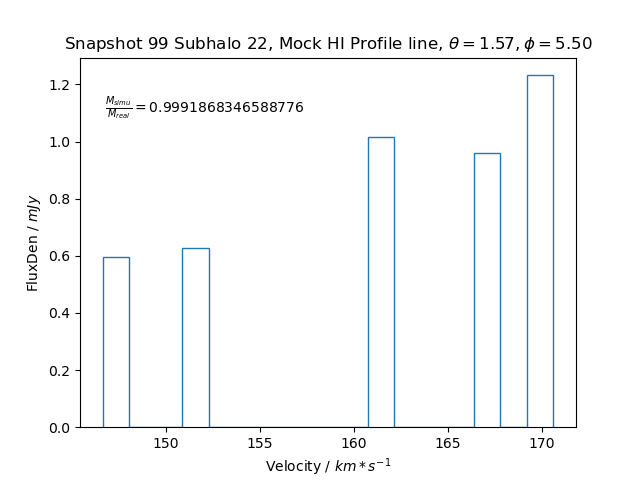 Snapshot 99 Subhalo 22, Mock HI Profile line, θ = 1.57, ϕ = 5.50
M_simu/M_real = 0.9991868346588776
FluxDen / mJy
1.2
1.0
0.8
0.6
0.4
0.2
0.0
150 155 160 165 170
Velocity / km * s⁻¹